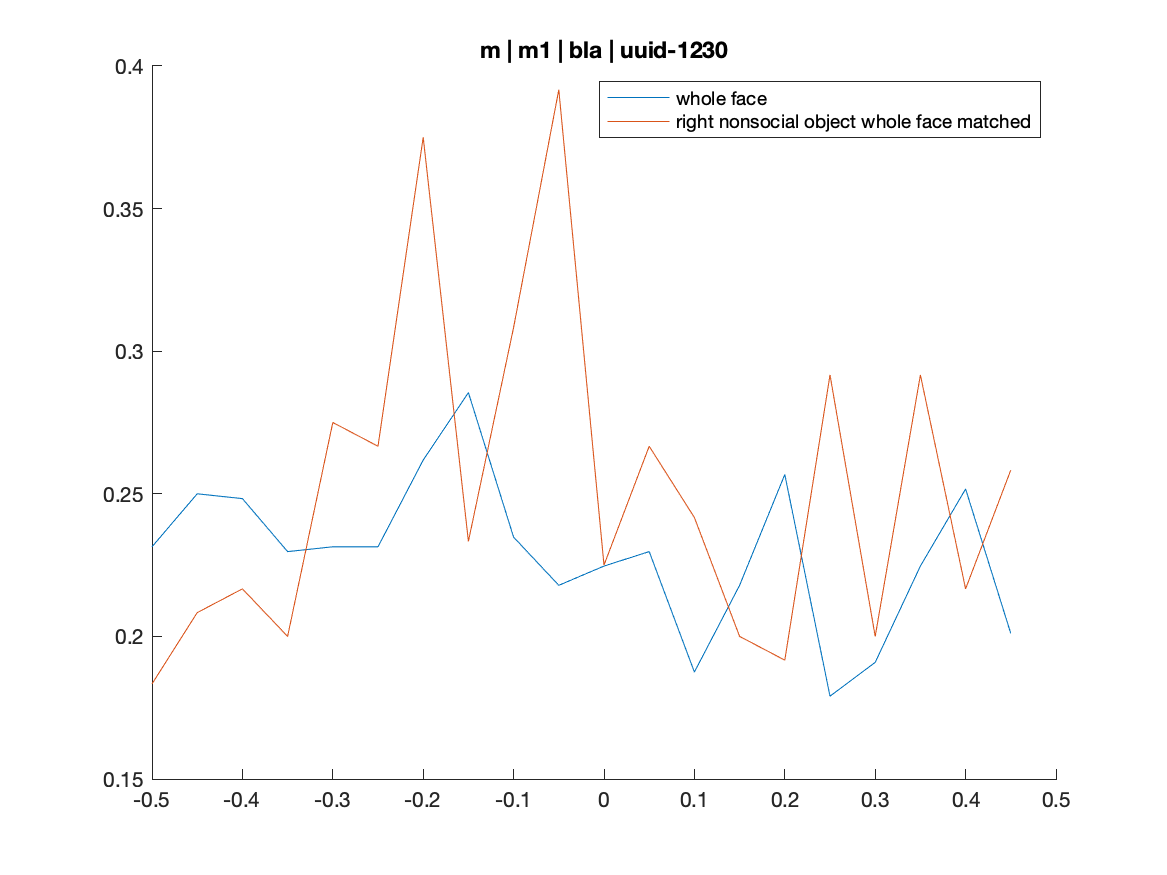 m | m1 | bla | uuid-1230
whole face
right nonsocial object whole face matched
0.4
0.35
0.3
0.25
0.2
0.15
-0.5 -0.4 -0.3 -0.2 -0.1 0 0.1 0.2 0.3 0.4 0.5